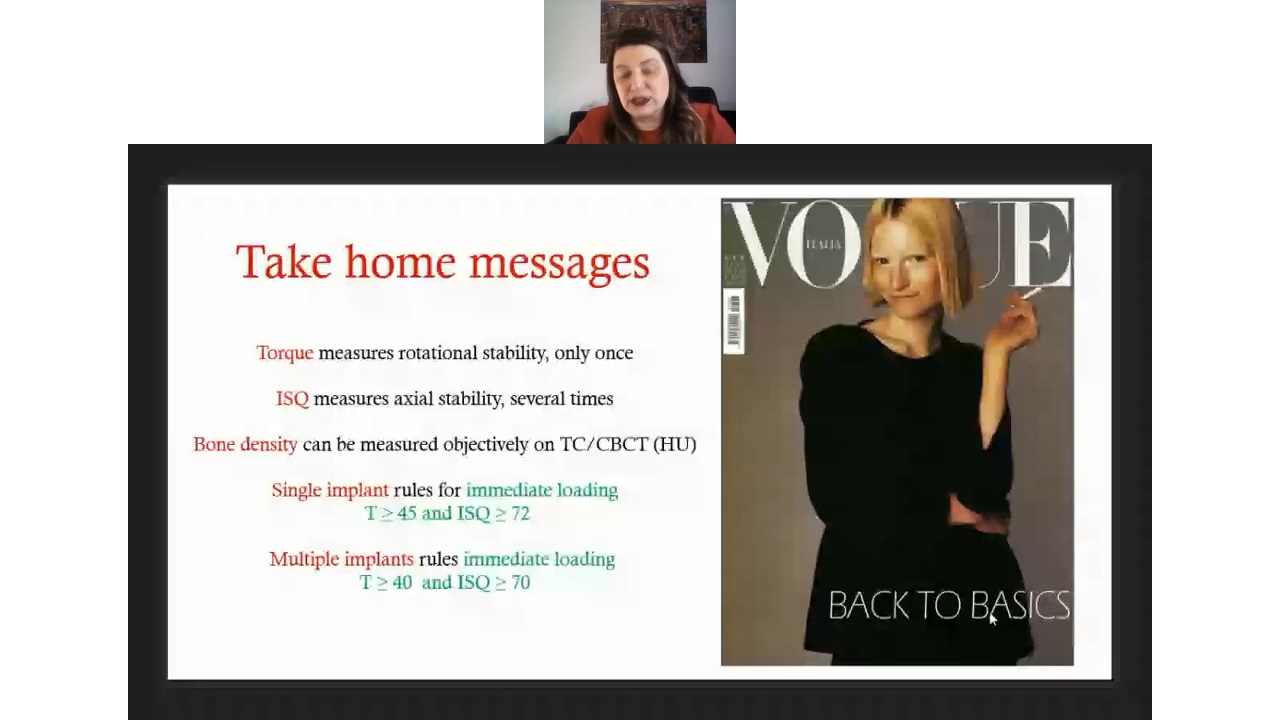 Take home messages
Torque measures rotational stability, only once
ISQ measures axial stability, several times
Bone density can be measured objectively on TC/CBCT (HU)
Single implant rules for immediate loading
T ≥ 45 and ISQ ≥ 72
Multiple implants rules immediate loading
T ≥ 40 and ISQ ≥ 70
VOGUE
ITALIA
BACK TO BASICS